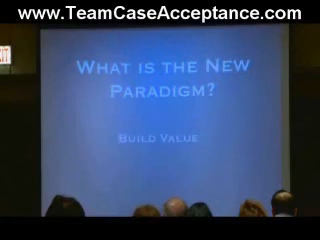 www.TeamCaseAcceptance.com
What is the New
Paradigm?
Build Value